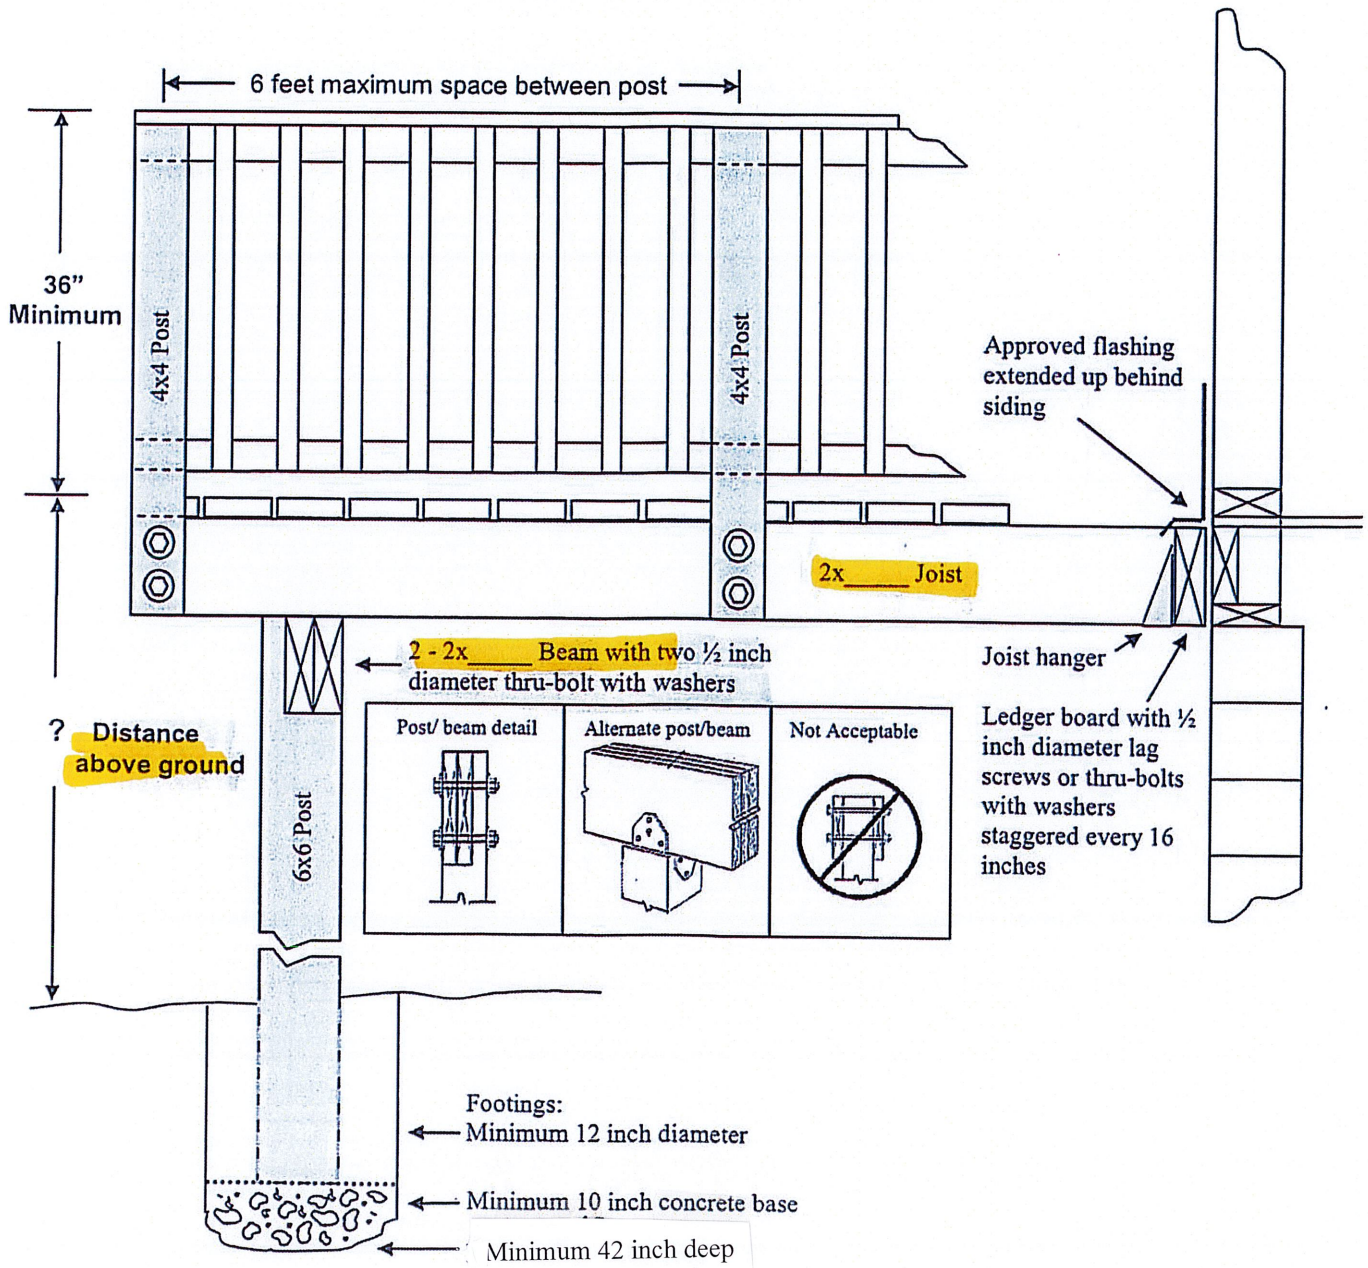 6 feet maximum space between post
36”
Minimum
4x4 Post
4x4 Post
Approved flashing
extended up behind
siding
2x_____ Joist
2 - 2x_____ Beam with two ½ inch
diameter thru-bolt with washers
Joist hanger
Ledger board with ½
inch diameter lag
screws or thru-bolts
with washers
staggered every 16
inches
? Distance
above ground
6x6 Post
Post/ beam detail
Alternate post/beam
Not Acceptable
Footings:
Minimum 12 inch diameter
Minimum 10 inch concrete base
Minimum 42 inch deep